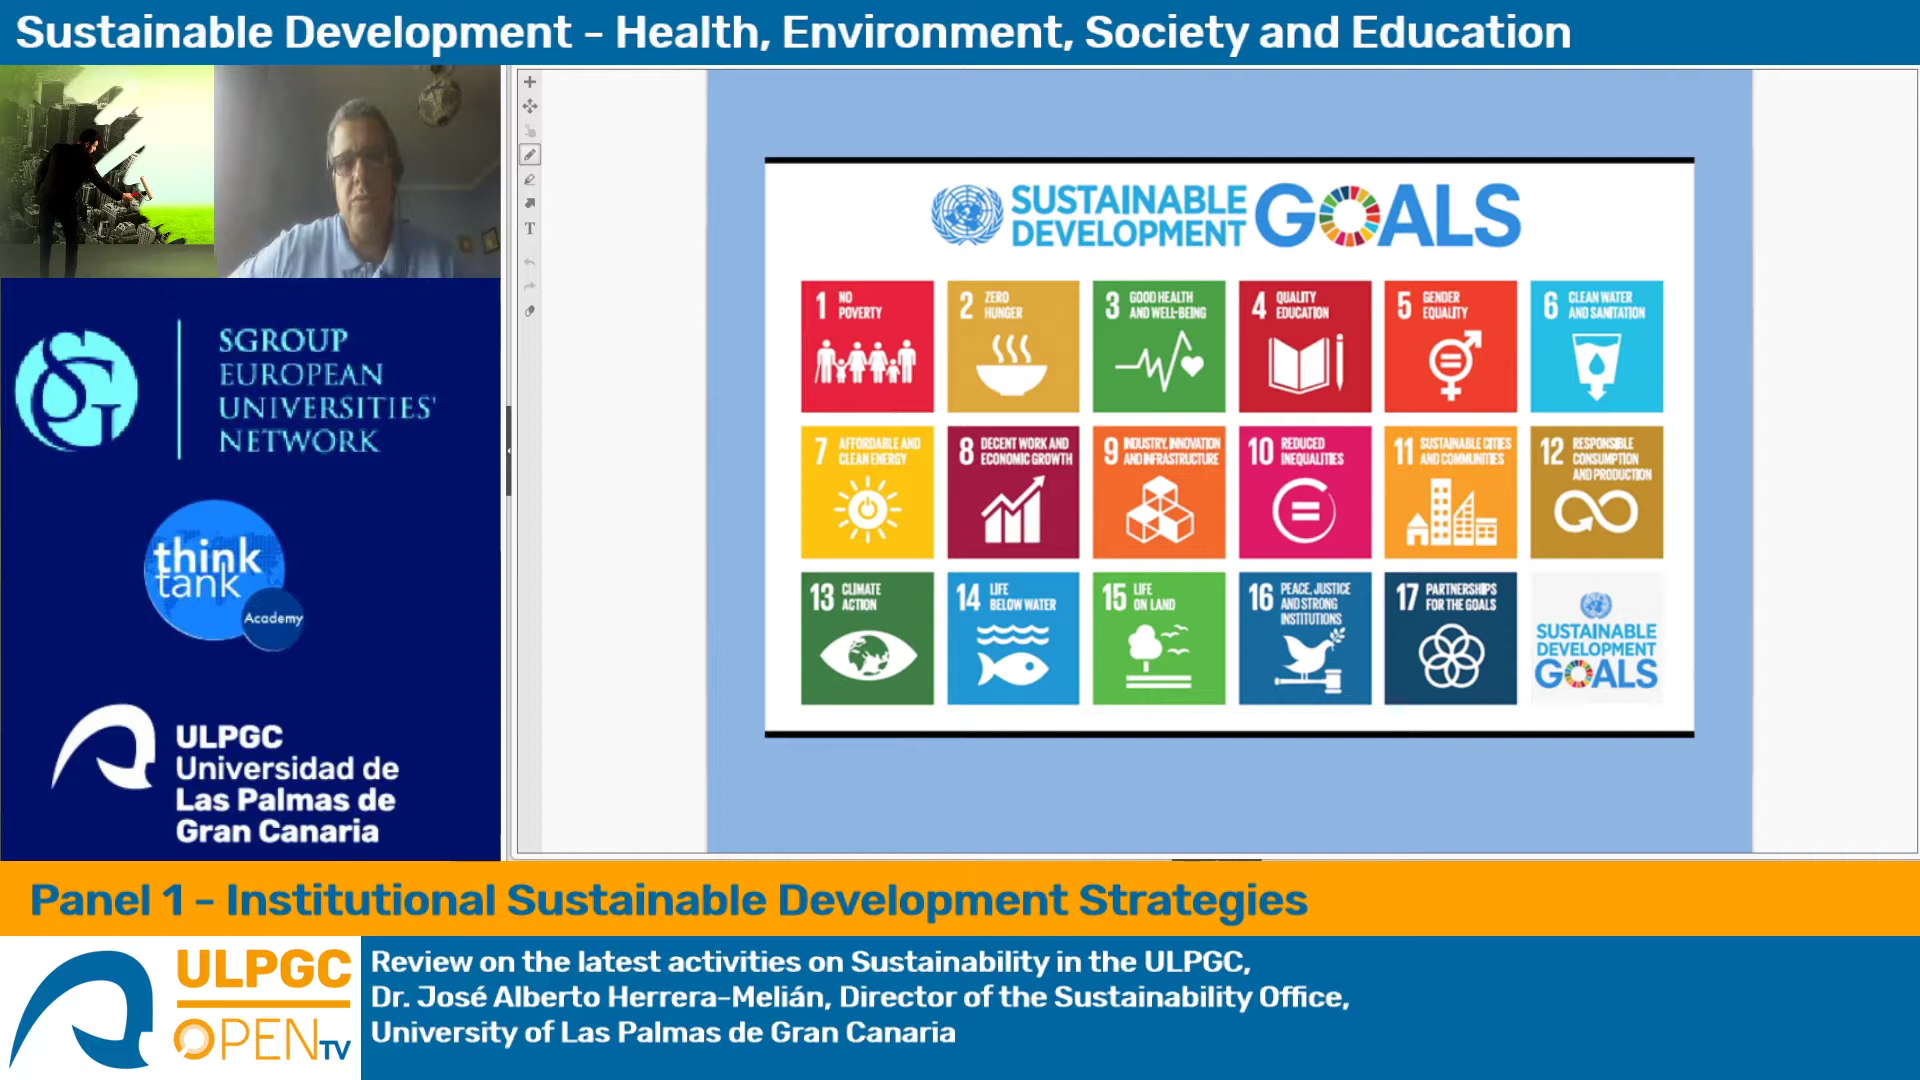 Sustainable Development - Health, Environment, Society and Education
SGROUP
EUROPEAN
UNIVERSITIES'
NETWORK
think
tank
Academy
ULPGC
Universidad de
Las Palmas de
Gran Canaria
T
SUSTAINABLE
DEVELOPMENT
GOALS
1 NO
POVERTY
2 ZERO
HUNGER
3 GOOD HEALTH
AND WELL-BEING
4 QUALITY
EDUCATION
5 GENDER
EQUALITY
6 CLEAN WATER
AND SANITATION
7 AFFORDABLE AND
CLEAN ENERGY
8 DECENT WORK AND
ECONOMIC GROWTH
9 INDUSTRY, INNOVATION
AND INFRASTRUCTURE
10 REDUCED
INEQUALITIES
11 SUSTAINABLE CITIES
AND COMMUNITIES
12 RESPONSIBLE
CONSUMPTION
AND PRODUCTION
13 CLIMATE
ACTION
14 LIFE
BELOW WATER
15 LIFE
ON LAND
16 PEACE, JUSTICE
AND STRONG
INSTITUTIONS
17 PARTNERSHIPS
FOR THE GOALS
SUSTAINABLE
DEVELOPMENT
GOALS
Panel 1 - Institutional Sustainable Development Strategies
ULPGC
OPEN TV
Review on the latest activities on Sustainability in the ULPGC,
Dr. José Alberto Herrera-Melián, Director of the Sustainability Office,
University of Las Palmas de Gran Canaria